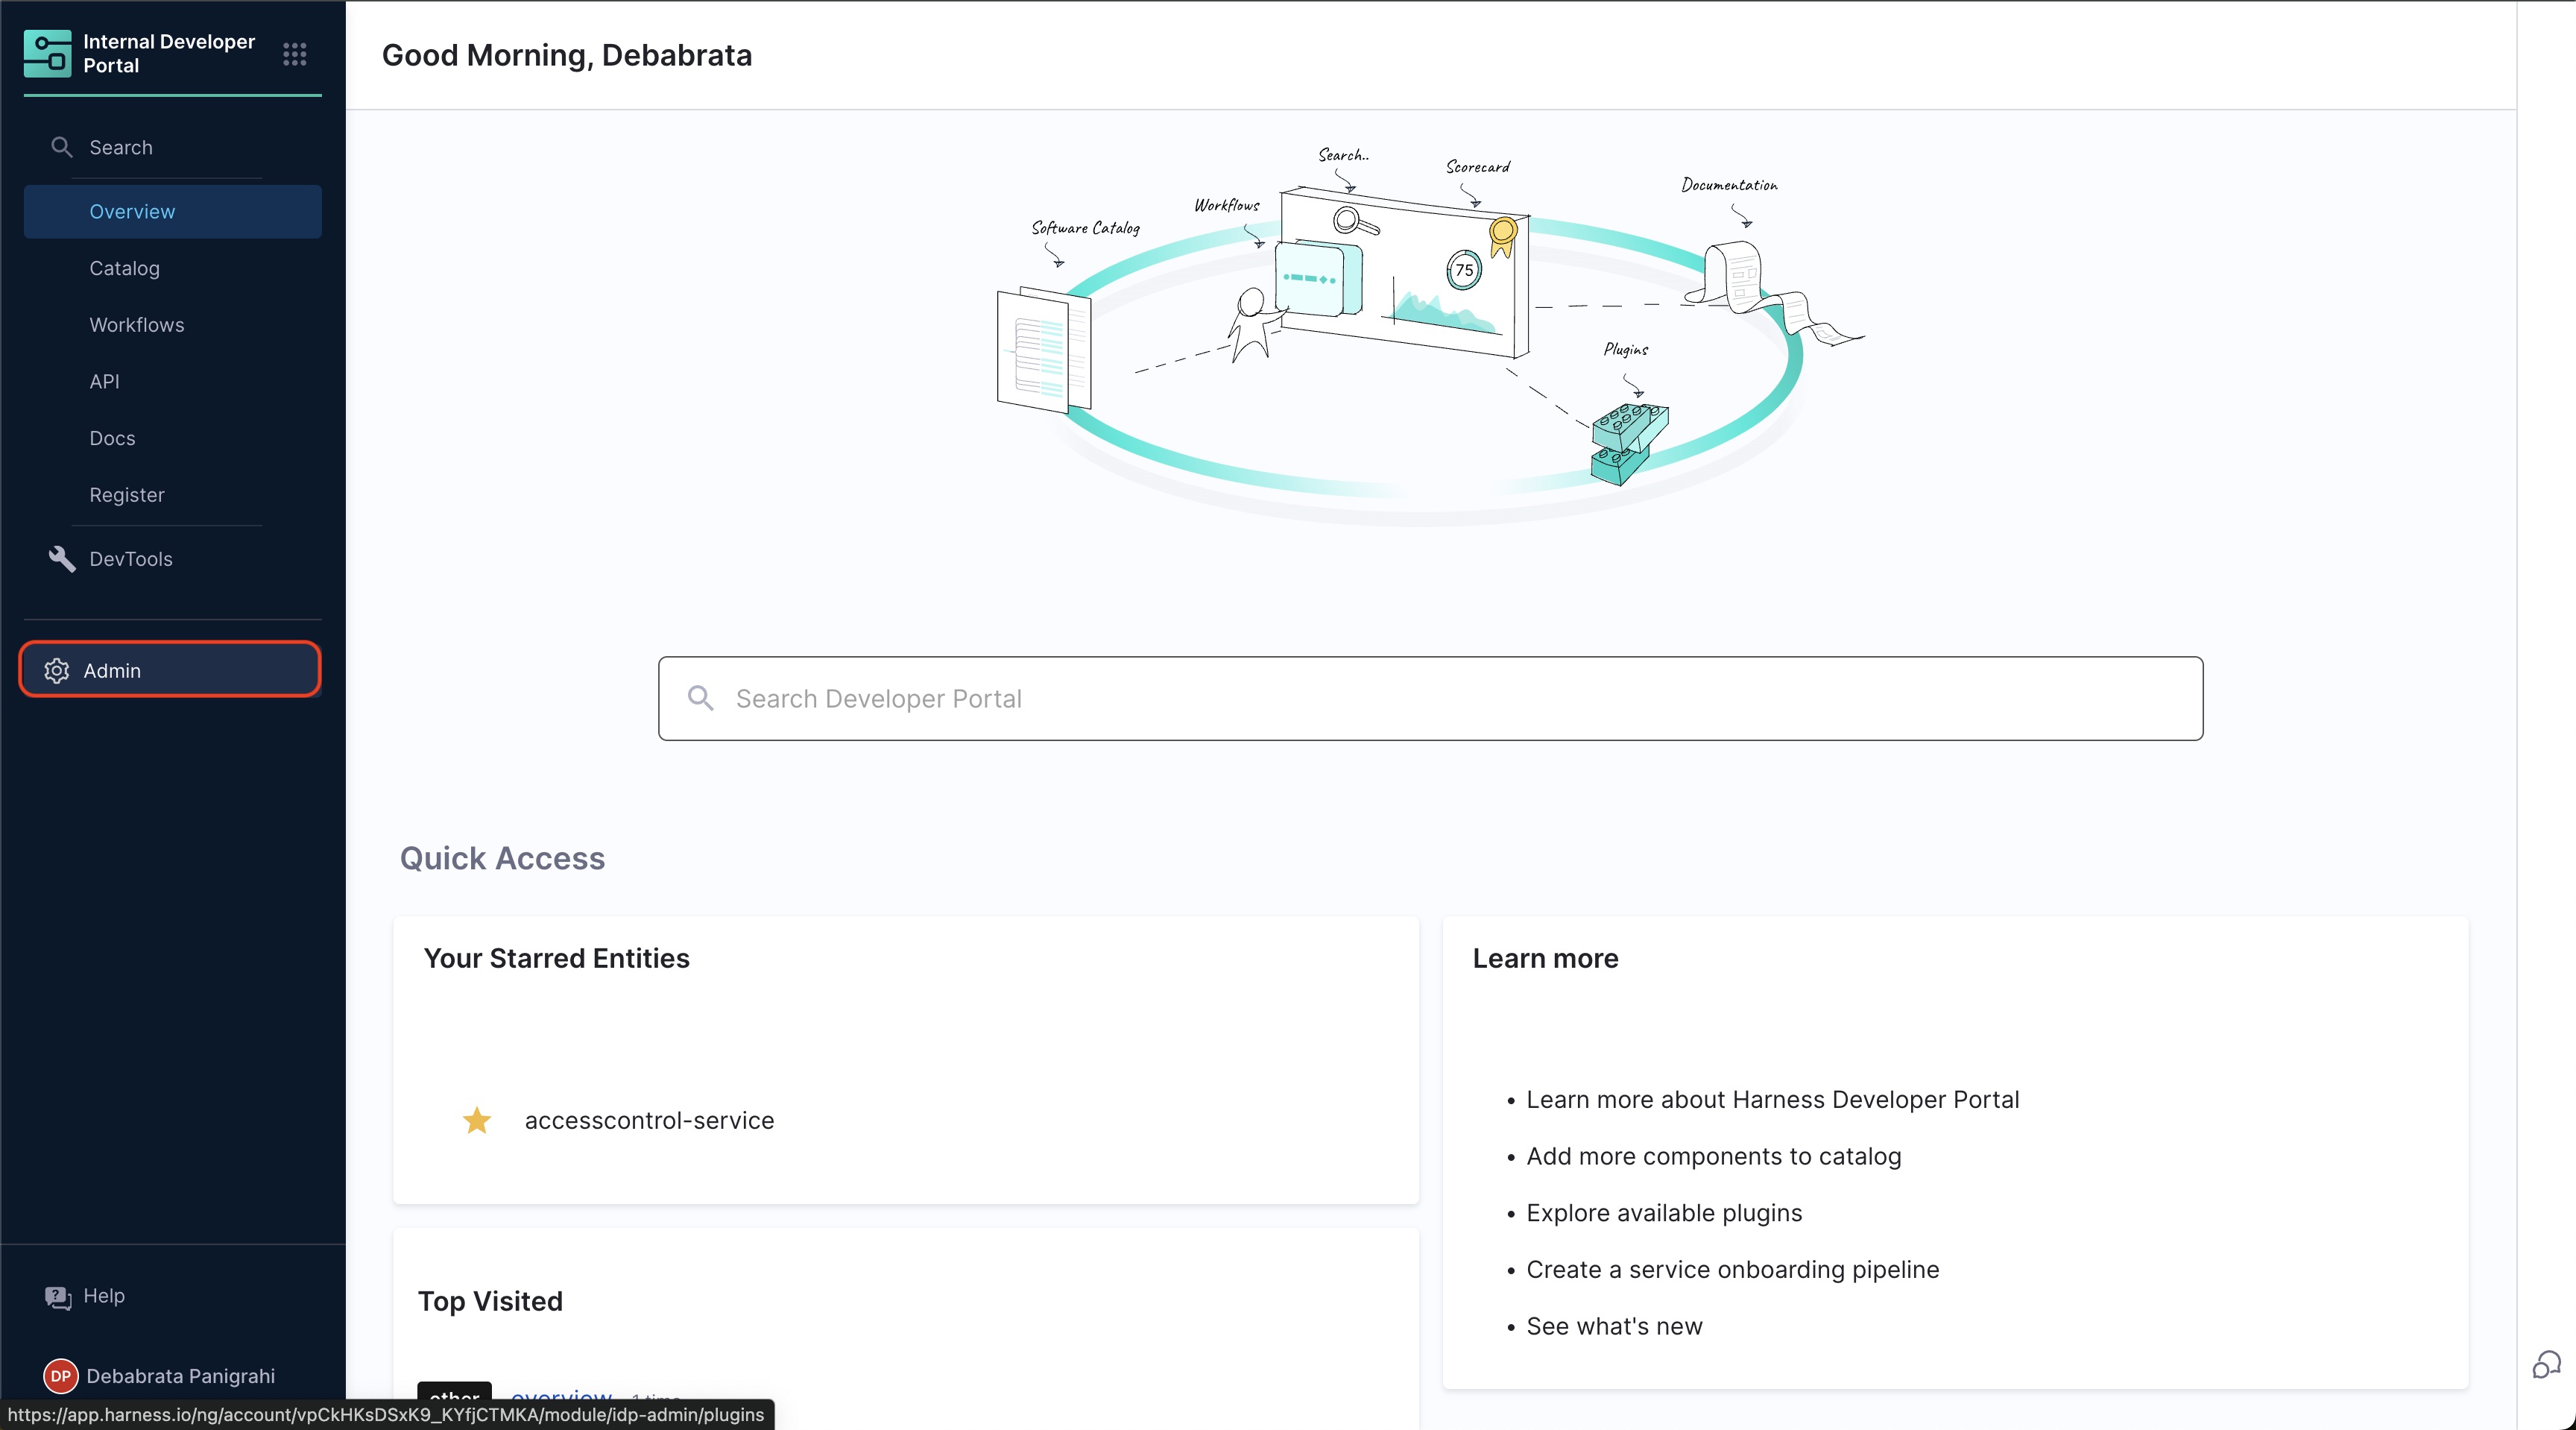 Internal Developer
Portal
Search
Overview
Catalog
Workflows
API
Docs
Register
DevTools
Admin
Help
DP Debabrata Panigrahi
https://app.harness.io/ng/account/vpCkHKsDSxK9_KYfjCTMKA/module/idp-admin/plugins
Good Morning, Debabrata
Search..
Scorecard
Documentation
Workflows
Software Catalog
75
Plugins
Search Developer Portal
Quick Access
Your Starred Entities
accesscontrol-service
Top Visited
other overview 1 time
Learn more
• Learn more about Harness Developer Portal
• Add more components to catalog
• Explore available plugins
• Create a service onboarding pipeline
• See what's new